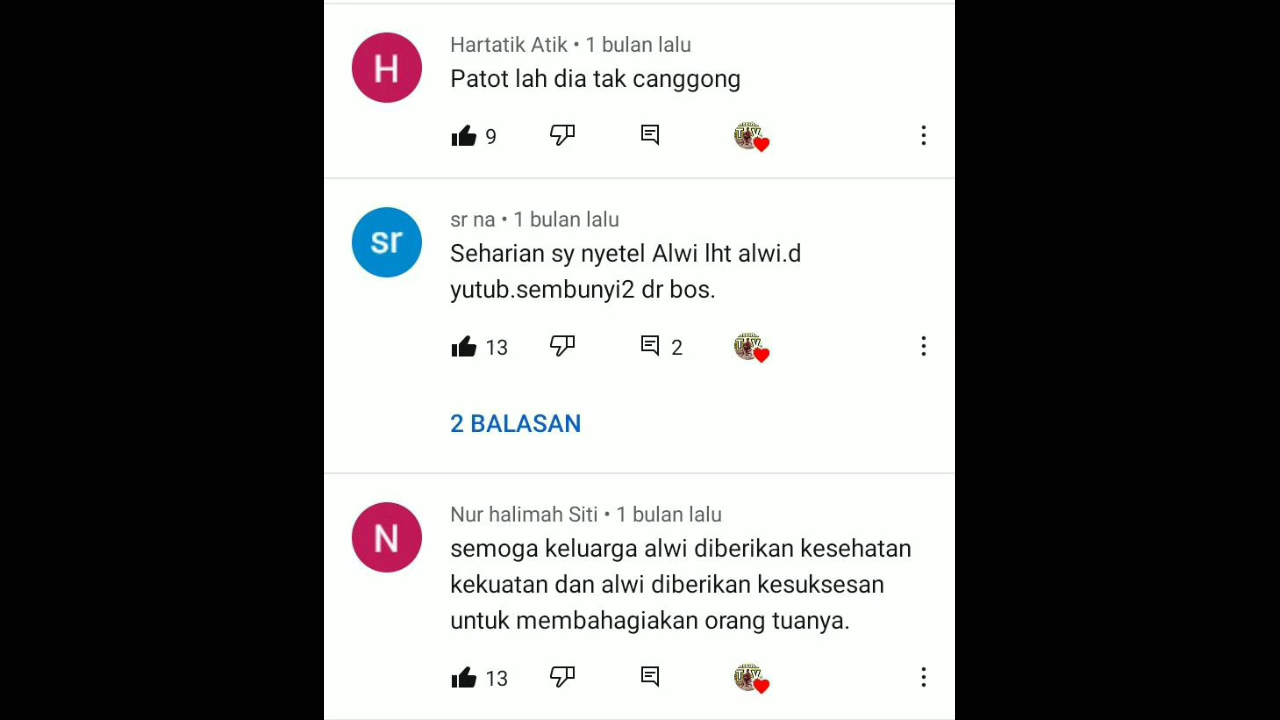 Hartatik Atik • 1 bulan lalu
Patot lah dia tak canggong
9
sr na • 1 bulan lalu
Seharian sy nyetel Alwi lht alwi.d
yutub.sembunyi2 dr bos.
13 2
2 BALASAN
Nur halimah Siti • 1 bulan lalu
semoga keluarga alwi diberikan kesehatan
kekuatan dan alwi diberikan kesuksesan
untuk membahagiakan orang tuanya.
13